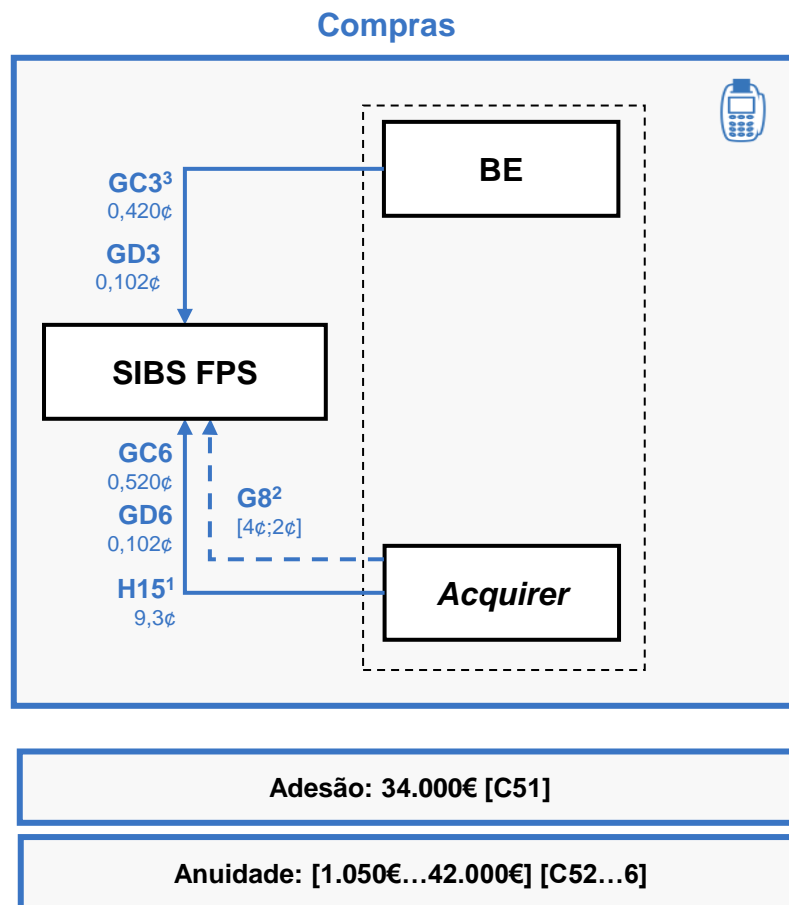 Compras
BE
GC3³
0,420¢
GD3
0,102¢
SIBS FPS
GC6
0,520¢
GD6
0,102¢
G8²
[4¢;2¢]
H15¹
9,3¢
Acquirer
Adesão: 34.000€ [C51]
Anuidade: [1.050€...42.000€] [C52...6]